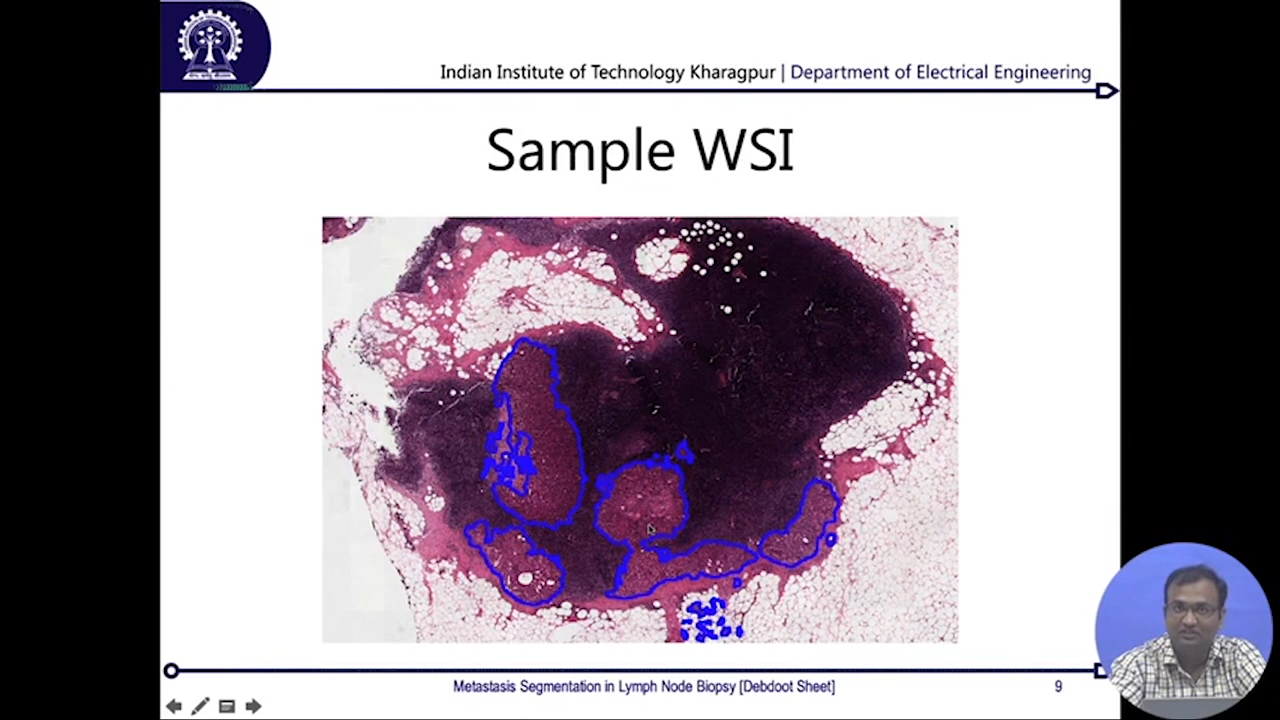 Indian Institute of Technology Kharagpur | Department of Electrical Engineering
Sample WSI
Metastasis Segmentation in Lymph Node Biopsy [Debdoot Sheet]
9